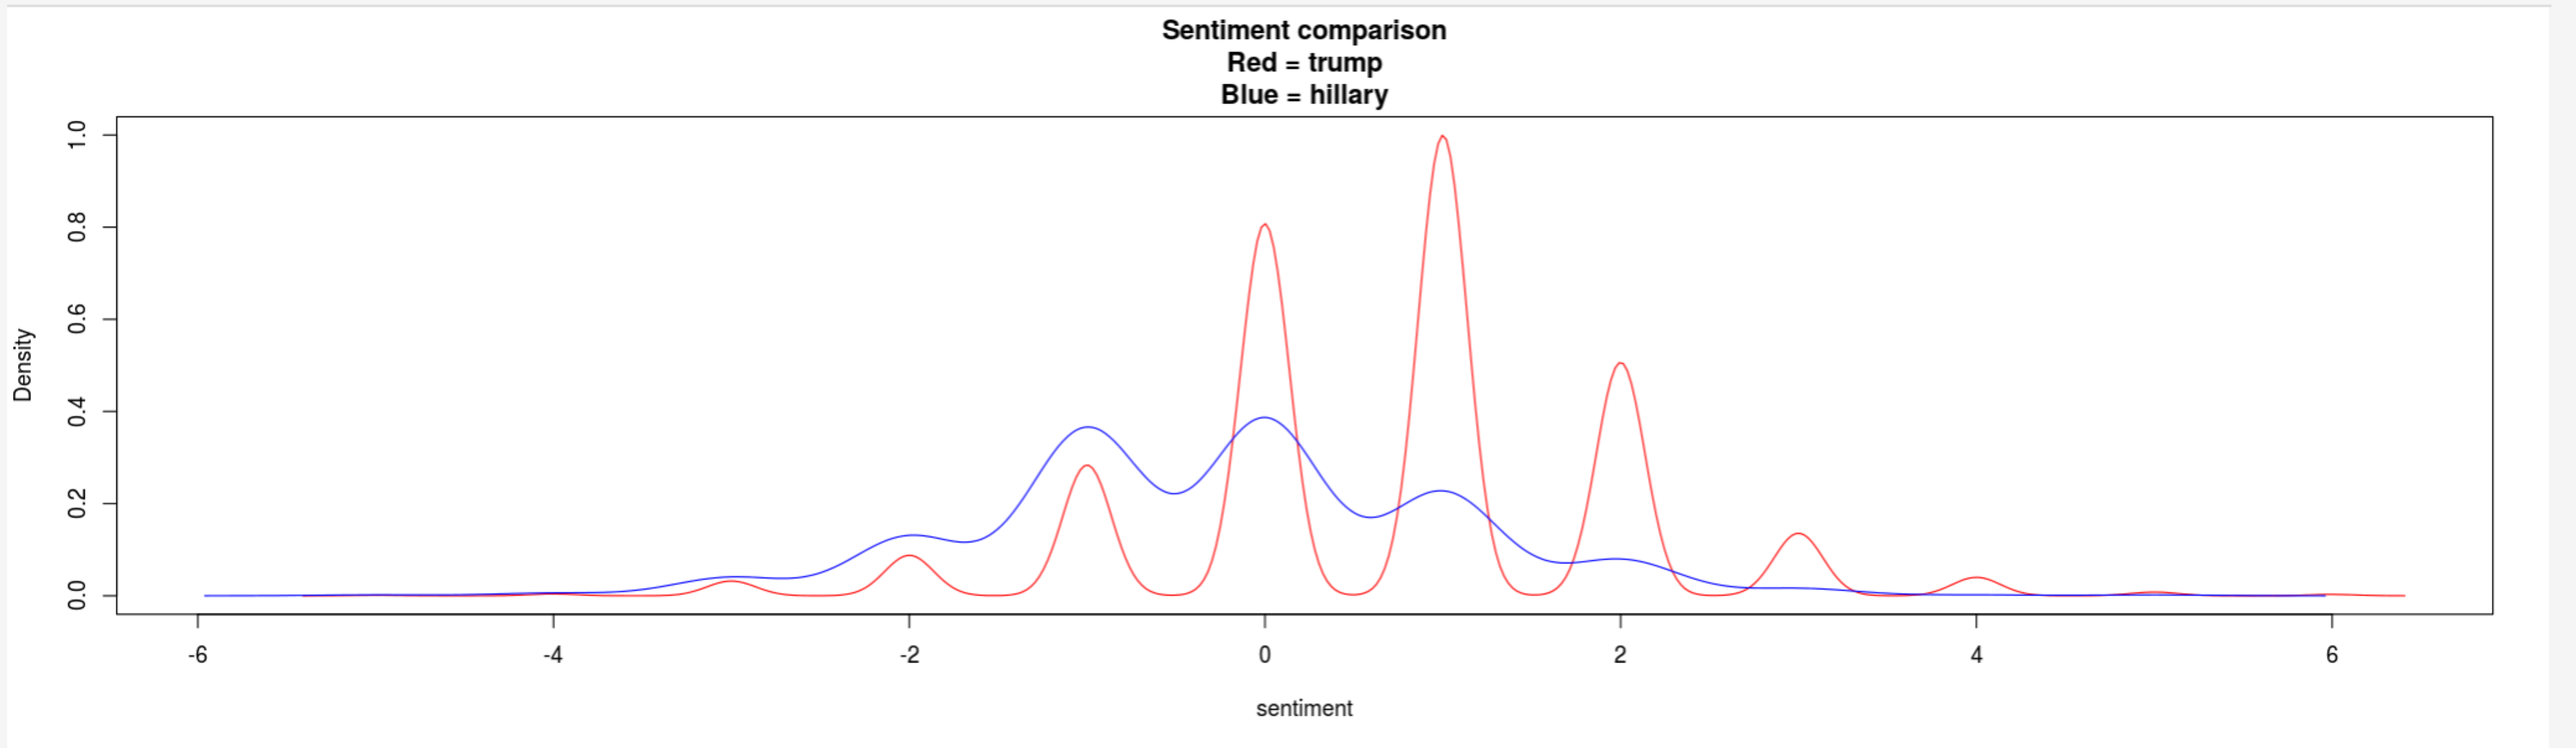 Sentiment comparison
Red = trump
Blue = hillary
1.0
0.8
0.6
0.4
0.2
0.0
Density
-6 -4 -2 0 2 4 6
sentiment